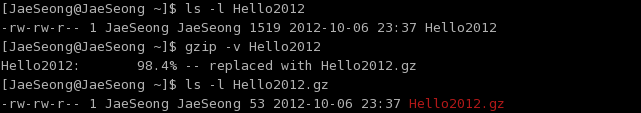 [JaeSeong@JaeSeong ~]$ ls -l Hello2012
-rw-rw-r-- 1 JaeSeong JaeSeong 1519 2012-10-06 23:37 Hello2012
[JaeSeong@JaeSeong ~]$ gzip -v Hello2012
Hello2012:       98.4% -- replaced with Hello2012.gz
[JaeSeong@JaeSeong ~]$ ls -l Hello2012.gz
-rw-rw-r-- 1 JaeSeong JaeSeong 53 2012-10-06 23:37 Hello2012.gz